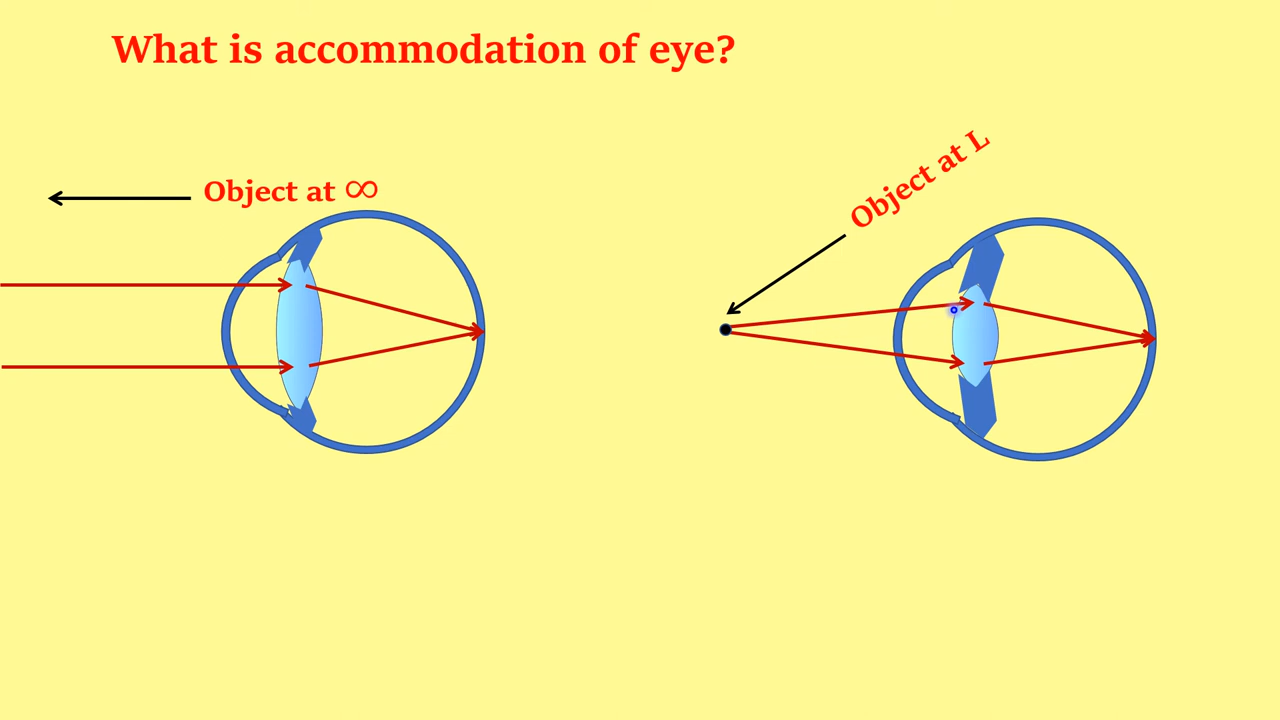 What is accommodation of eye?
Object at ∞
Object at L